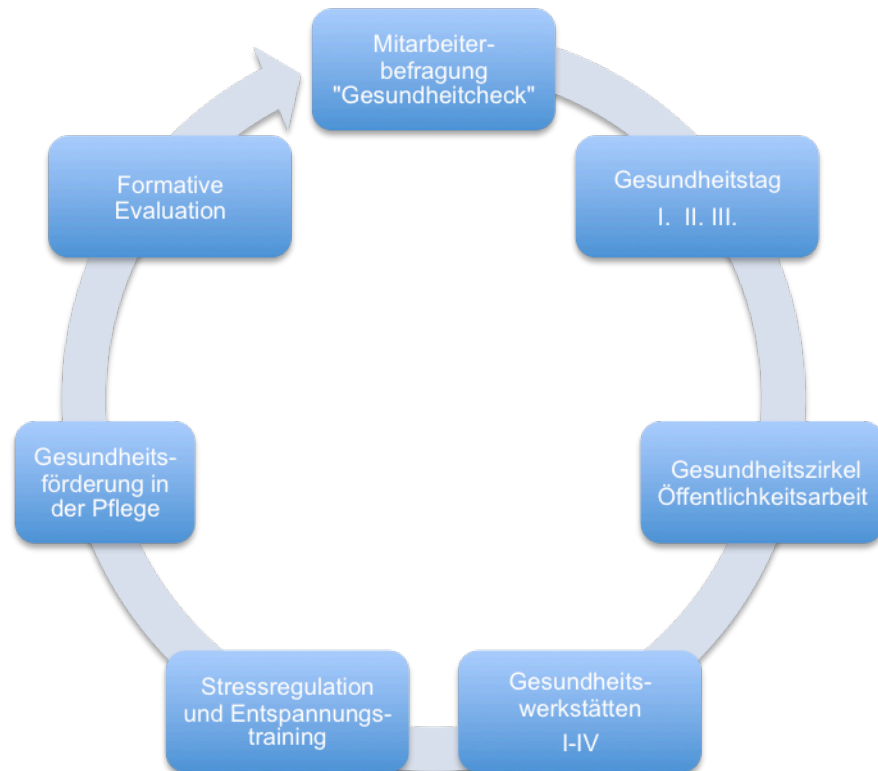 Mitarbeiter-
befragung
"Gesundheitcheck"
Gesundheitstag
I. II. III.
Gesundheitszirkel
Öffentlichkeitsarbeit
Gesundheits-
werkstätten
I-IV
Stressregulation
und Entspannungs-
training
Gesundheits-
förderung in
der Pflege
Formative
Evaluation